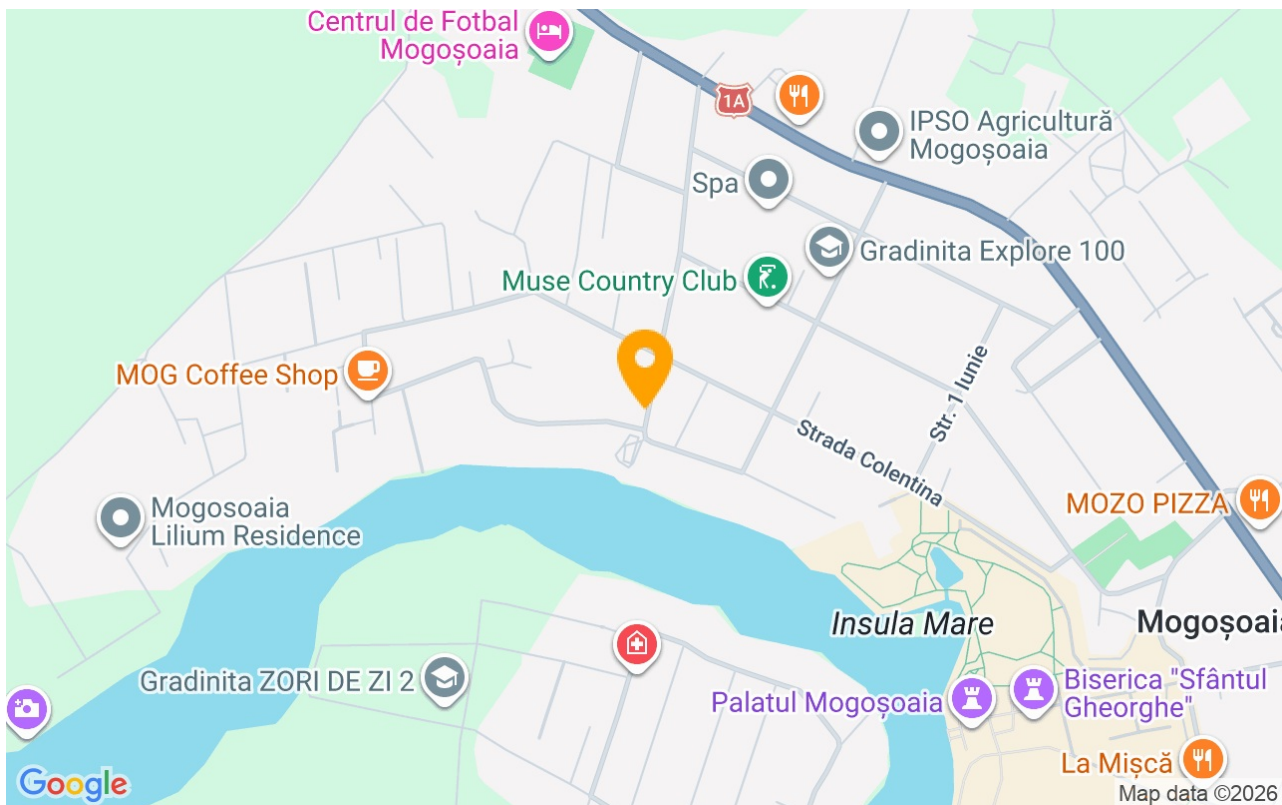 Centrul de Fotbal
Mogoșoaia
1A
IPSO Agricultură
Mogoșoaia
Spa
Gradinita Explore 100
Muse Country Club
MOG Coffee Shop
Str. 1 Iunie
Strada Colentina
MOZO PIZZA
Mogosoaia
Lilium Residence
Insula Mare
Mogoșoai
Gradinita ZORI DE ZI 2
Palatul Mogoșoaia
Biserica "Sfântul
Gheorghe"
La Mișcă
Google
Map data ©2026